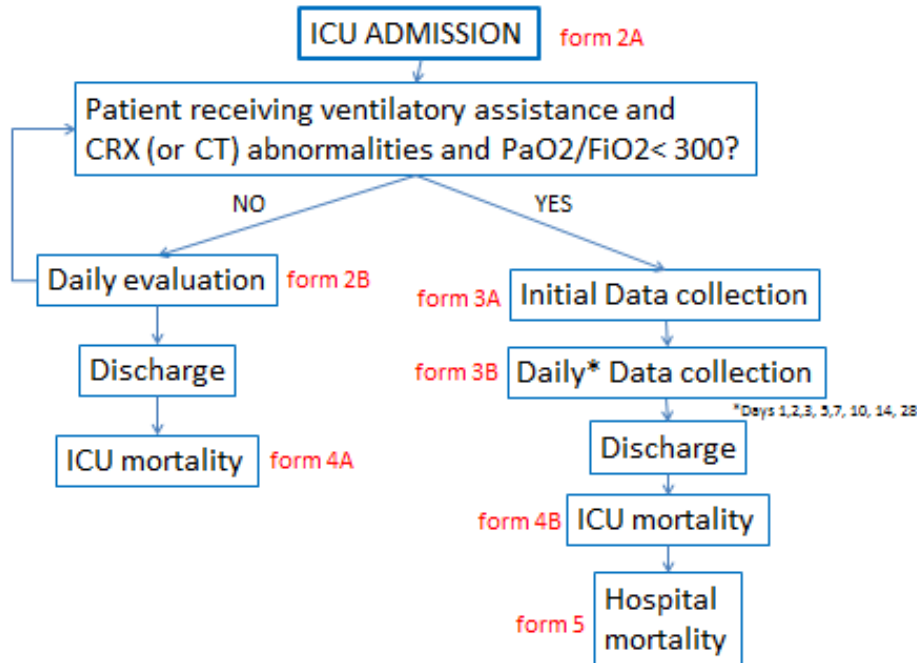 ICU ADMISSION form 2A
Patient receiving ventilatory assistance and
CRX (or CT) abnormalities and PaO2/FiO2< 300?
NO
YES
Daily evaluation form 2B
form 3A Initial Data collection
Discharge
form 3B Daily* Data collection
*Days 1,2,3, 5,7, 10, 14, 28
ICU mortality form 4A
Discharge
form 4B ICU mortality
form 5 Hospital
mortality